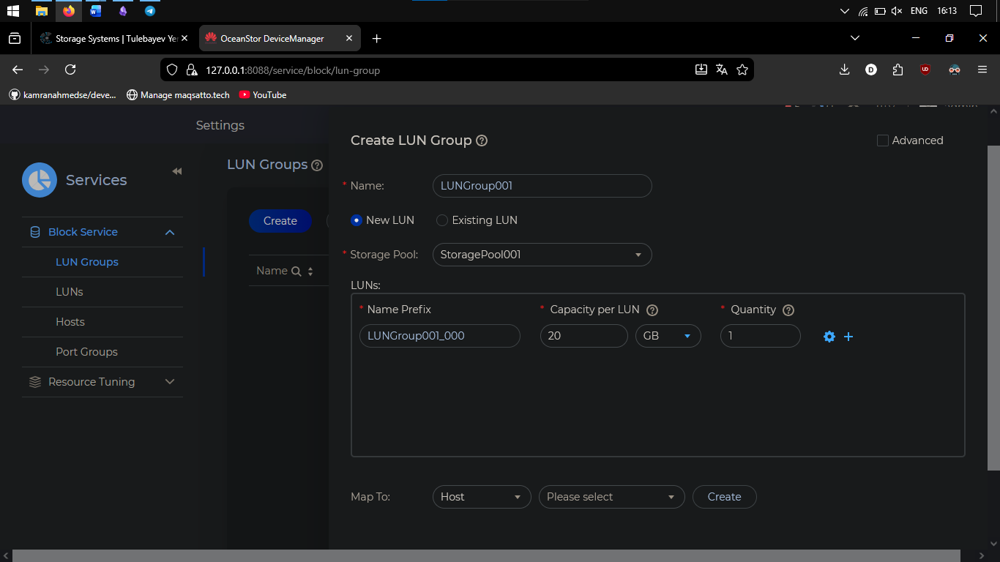 ENG 16:13
Storage Systems | Tulebayev Ye
OceanStor DeviceManager
127.0.0.1:8088/service/block/lun-group
kamranahmedse/deve... Manage maqsatto.tech YouTube
Settings
Services
Block Service
LUN Groups
LUNs
Hosts
Port Groups
Resource Tuning
LUN Groups
Create
Name
Create LUN Group
Advanced
* Name: LUNGroup001
New LUN Existing LUN
* Storage Pool: StoragePool001
LUNs:
* Name Prefix * Capacity per LUN * Quantity
LUNGroup001_000 20 GB 1
Map To: Host Please select Create